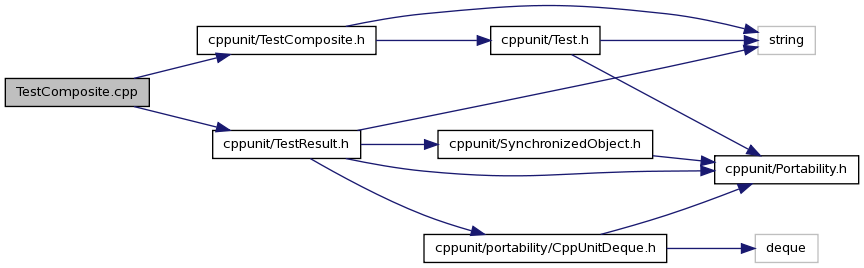 cppunit/TestComposite.h
cppunit/Test.h
string
TestComposite.cpp
cppunit/TestResult.h
cppunit/SynchronizedObject.h
cppunit/Portability.h
cppunit/portability/CppUnitDeque.h
deque